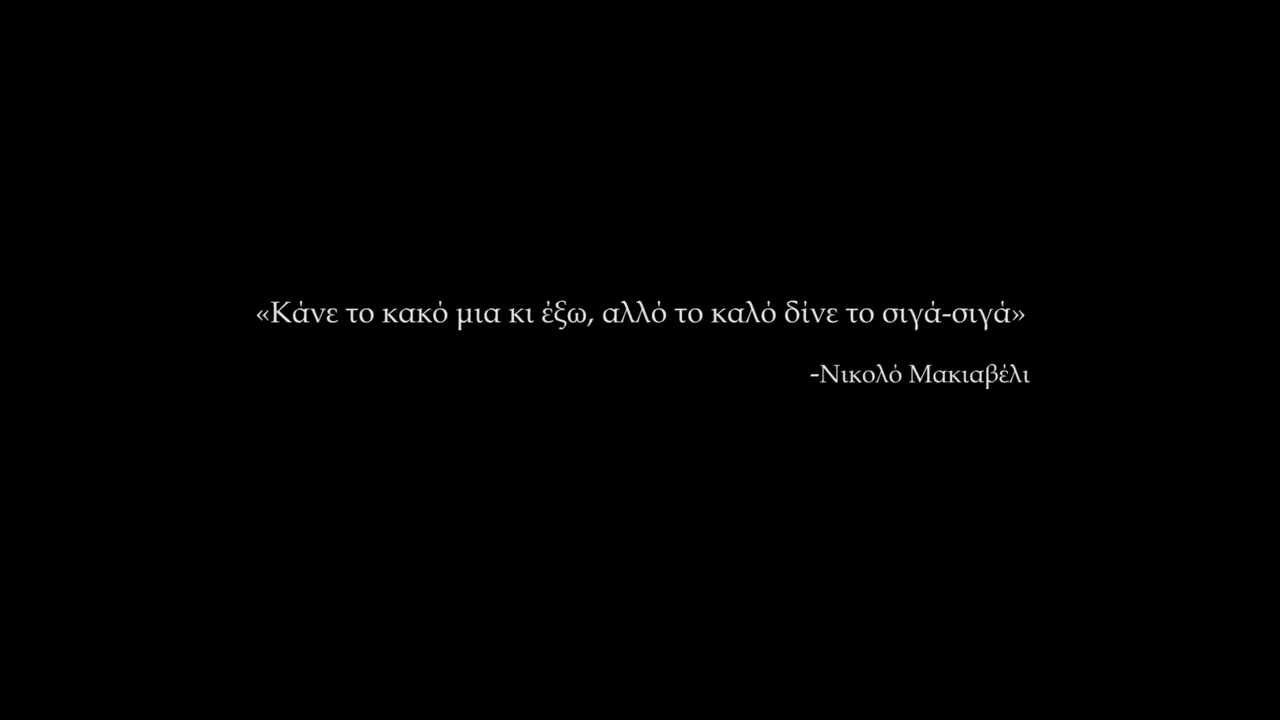 «Κάνε το κακό μια κι έξω, αλλό το καλό δίνε το σιγά-σιγά»
-Νικολό Μακιαβέλι